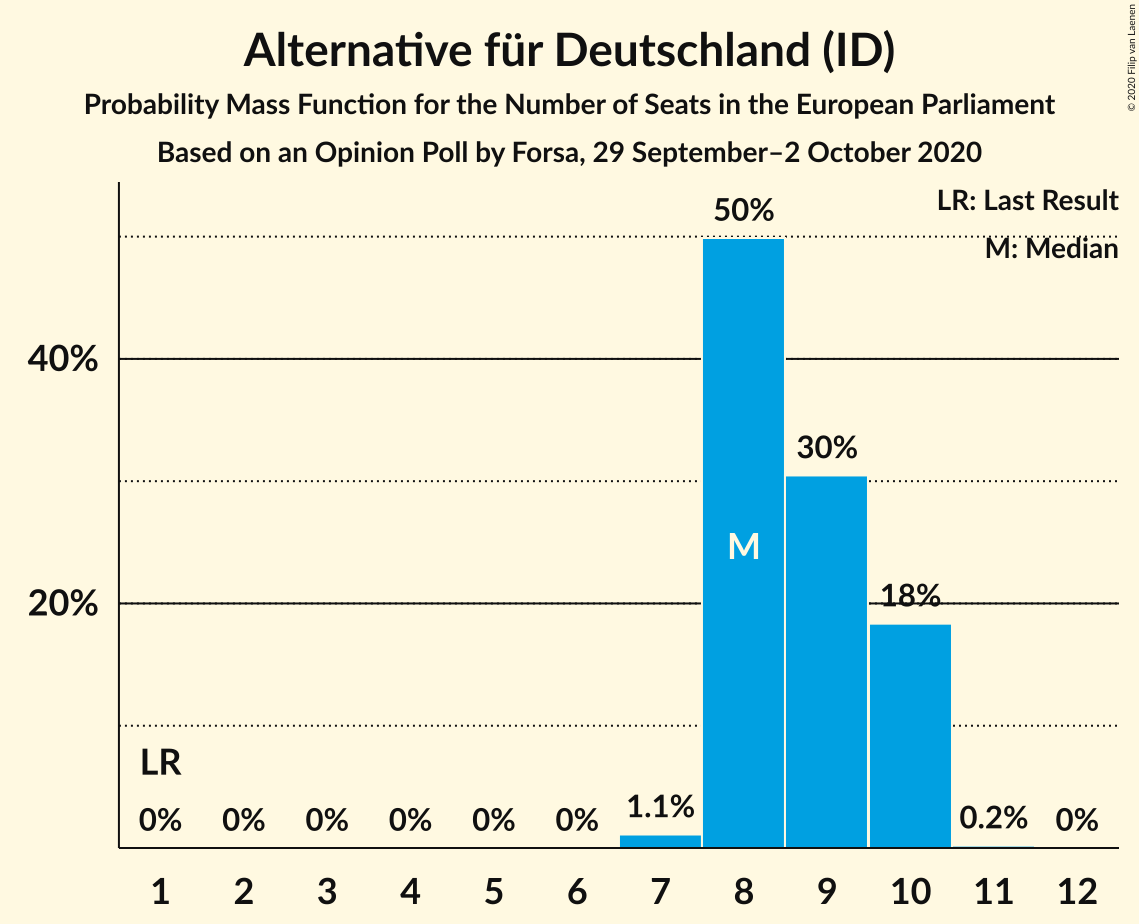 Alternative für Deutschland (ID)
Probability Mass Function for the Number of Seats in the European Parliament
Based on an Opinion Poll by Forsa, 29 September–2 October 2020
© 2020 Filip van Laenen
LR: Last Result
M: Median
50%
40%
30%
M
20%
18%
LR
0% 0% 0% 0% 0% 0% 1.1% 0.2% 0%
1 2 3 4 5 6 7 8 9 10 11 12